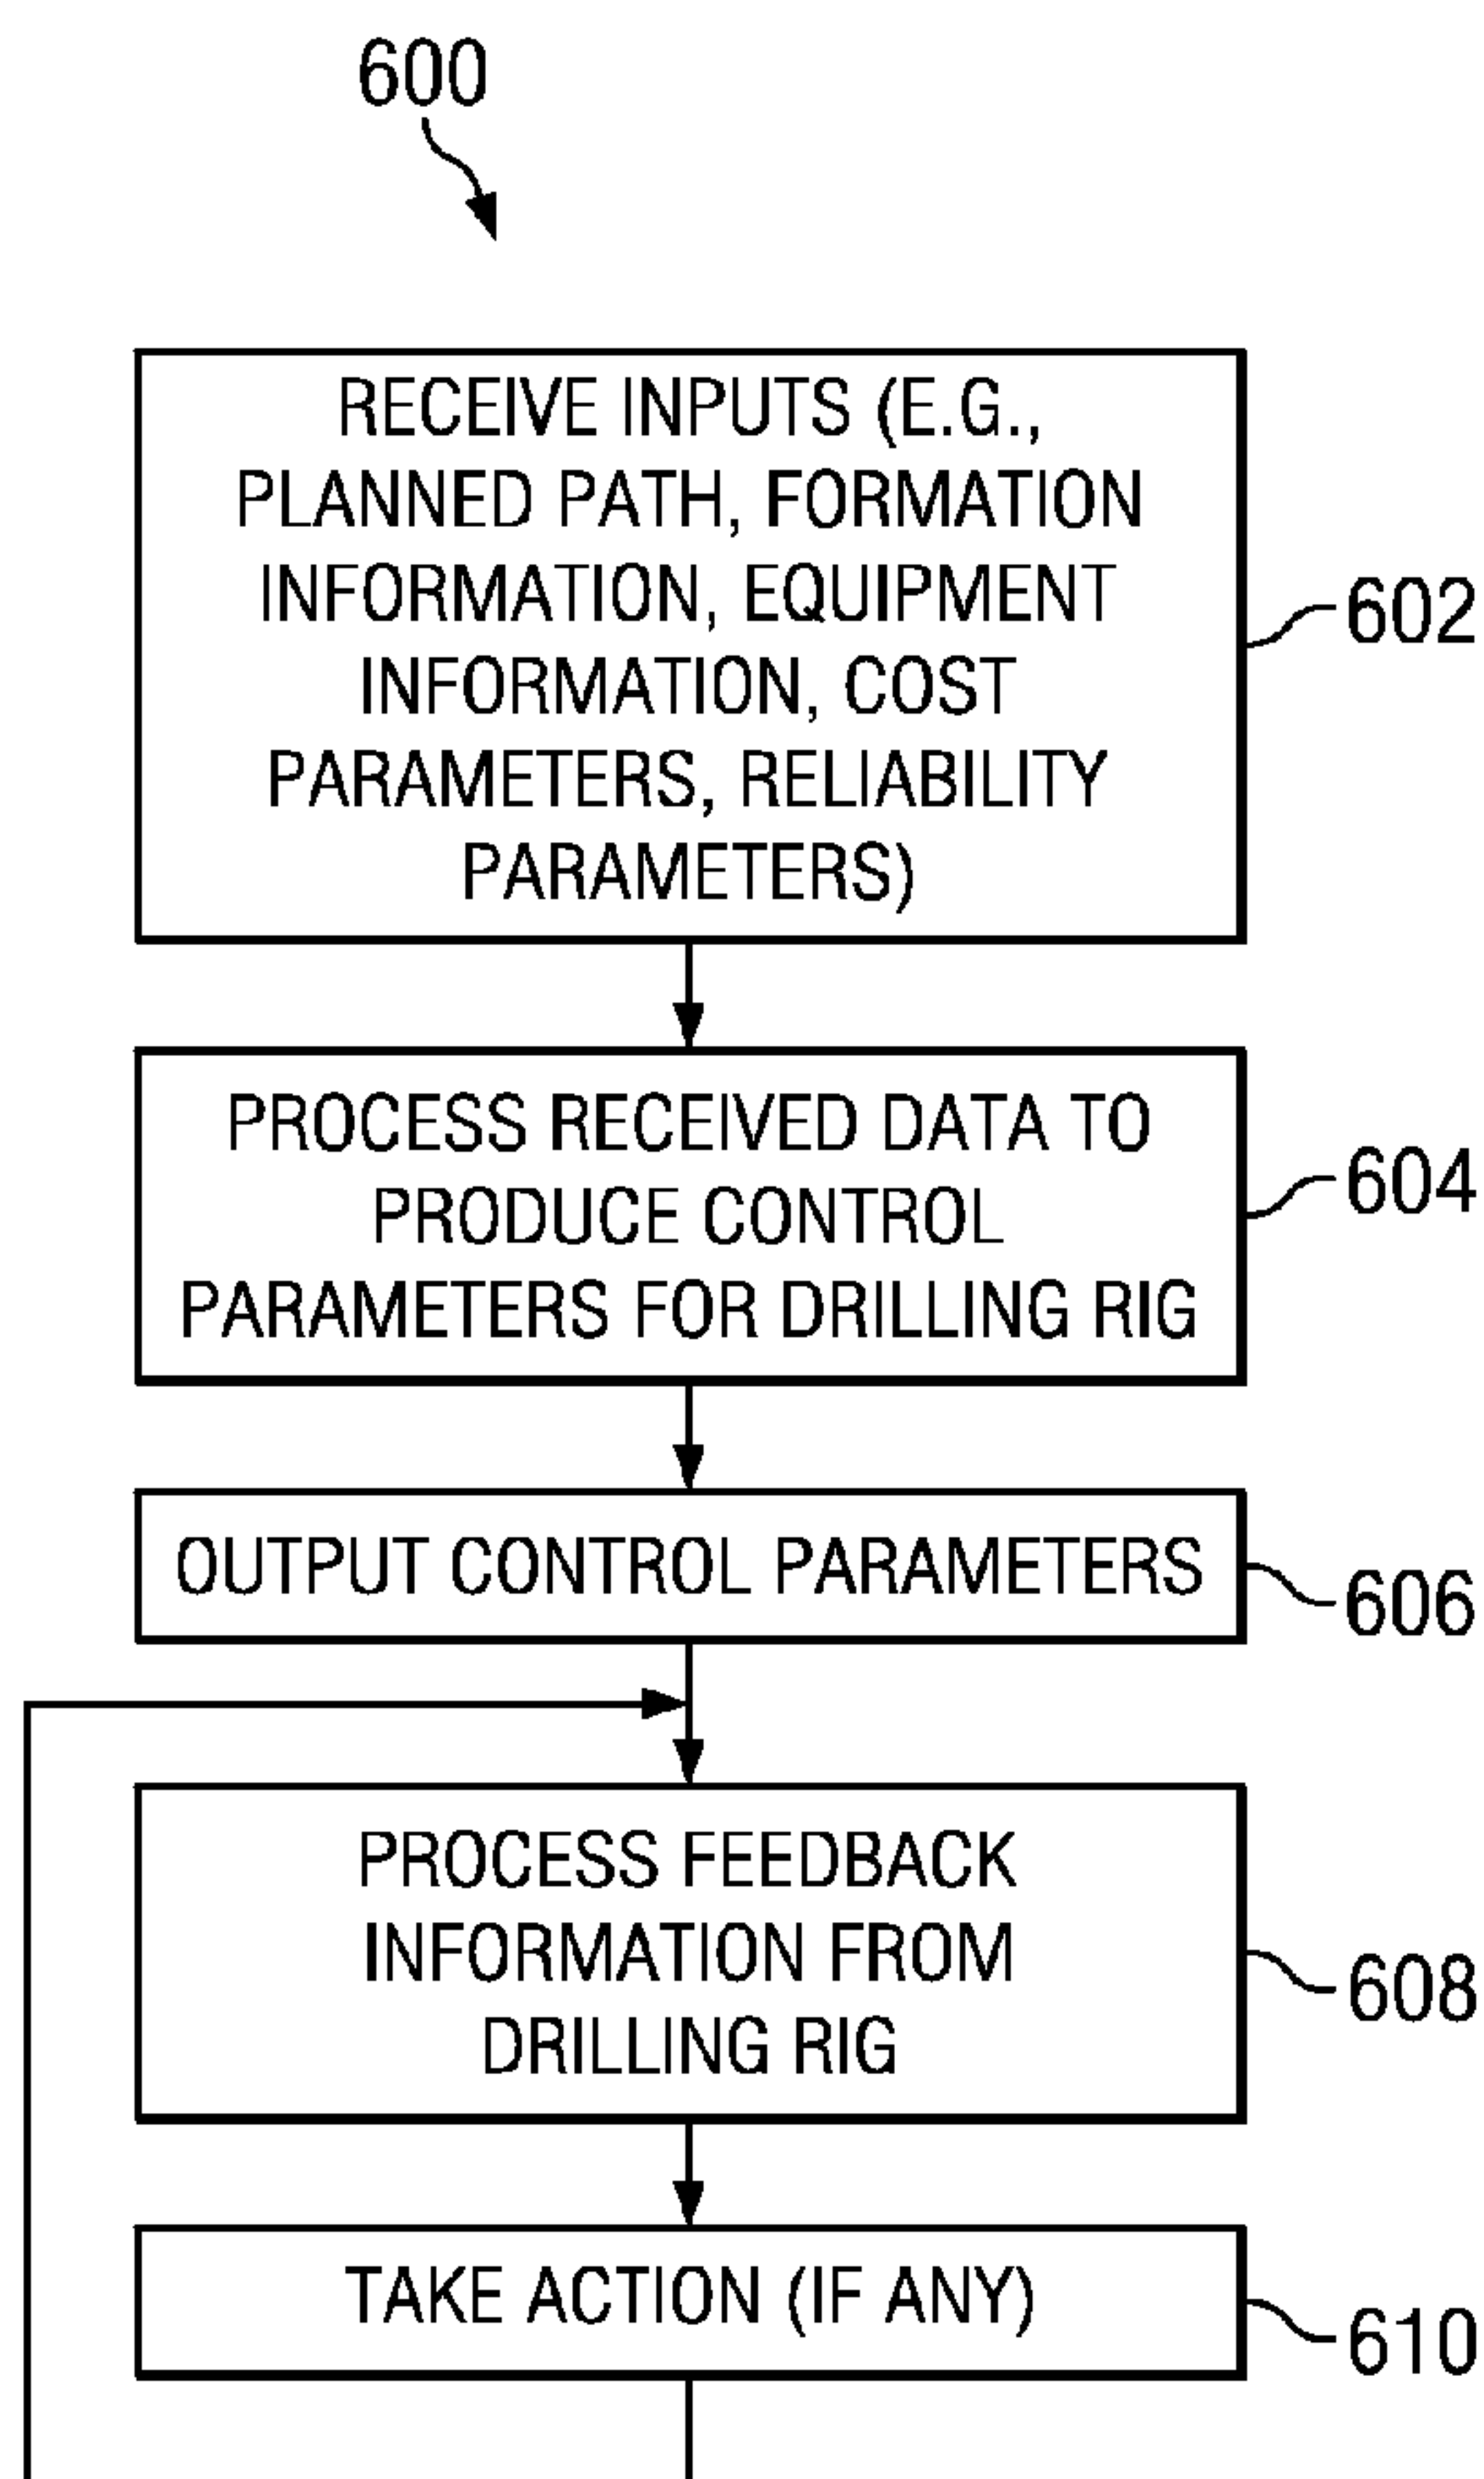 600
RECEIVE INPUTS (E.G.,
PLANNED PATH, FORMATION
INFORMATION, EQUIPMENT
INFORMATION, COST
PARAMETERS, RELIABILITY
PARAMETERS)
602
PROCESS RECEIVED DATA TO
PRODUCE CONTROL
PARAMETERS FOR DRILLING RIG
604
OUTPUT CONTROL PARAMETERS
606
PROCESS FEEDBACK
INFORMATION FROM
DRILLING RIG
608
TAKE ACTION (IF ANY)
610